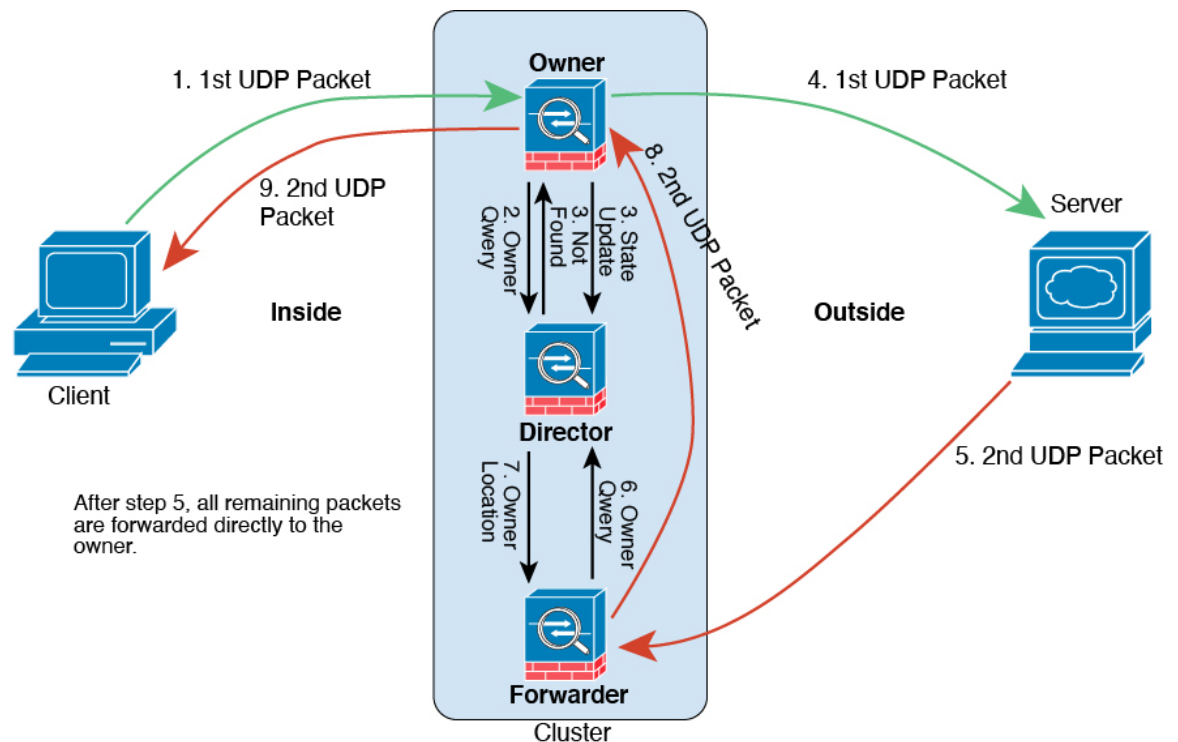 Owner
1. 1st UDP Packet
4. 1st UDP Packet
9. 2nd UDP
Packet
2. Owner
Qwery
3. Not
Found
3. State
Update
8. 2nd UDP Packet
Server
Inside
Outside
Client
Director
5. 2nd UDP Packet
7. Owner
Location
6. Owner
Qwery
After step 5, all remaining packets
are forwarded directly to the
owner.
Forwarder
Cluster